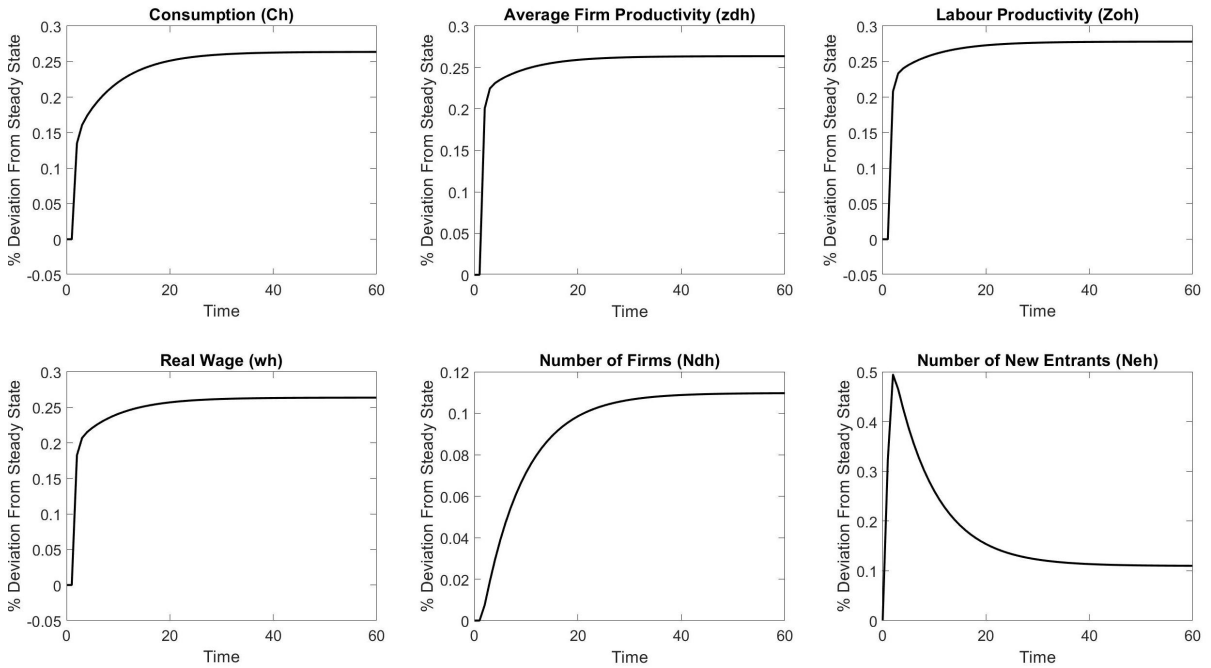 Consumption (Ch)
% Deviation From Steady State
0.3
0.25
0.2
0.15
0.1
0.05
0
-0.05
0 20 40 60
Time
Average Firm Productivity (zdh)
% Deviation From Steady State
0.3
0.25
0.2
0.15
0.1
0.05
0
0 20 40 60
Time
Labour Productivity (Zoh)
% Deviation From Steady State
0.3
0.25
0.2
0.15
0.1
0.05
0
-0.05
0 20 40 60
Time
Real Wage (wh)
% Deviation From Steady State
0.3
0.25
0.2
0.15
0.1
0.05
0
-0.05
0 20 40 60
Time
Number of Firms (Ndh)
% Deviation From Steady State
0.12
0.1
0.08
0.06
0.04
0.02
0
0 20 40 60
Time
Number of New Entrants (Neh)
% Deviation From Steady State
0.5
0.4
0.3
0.2
0.1
0
0 20 40 60
Time